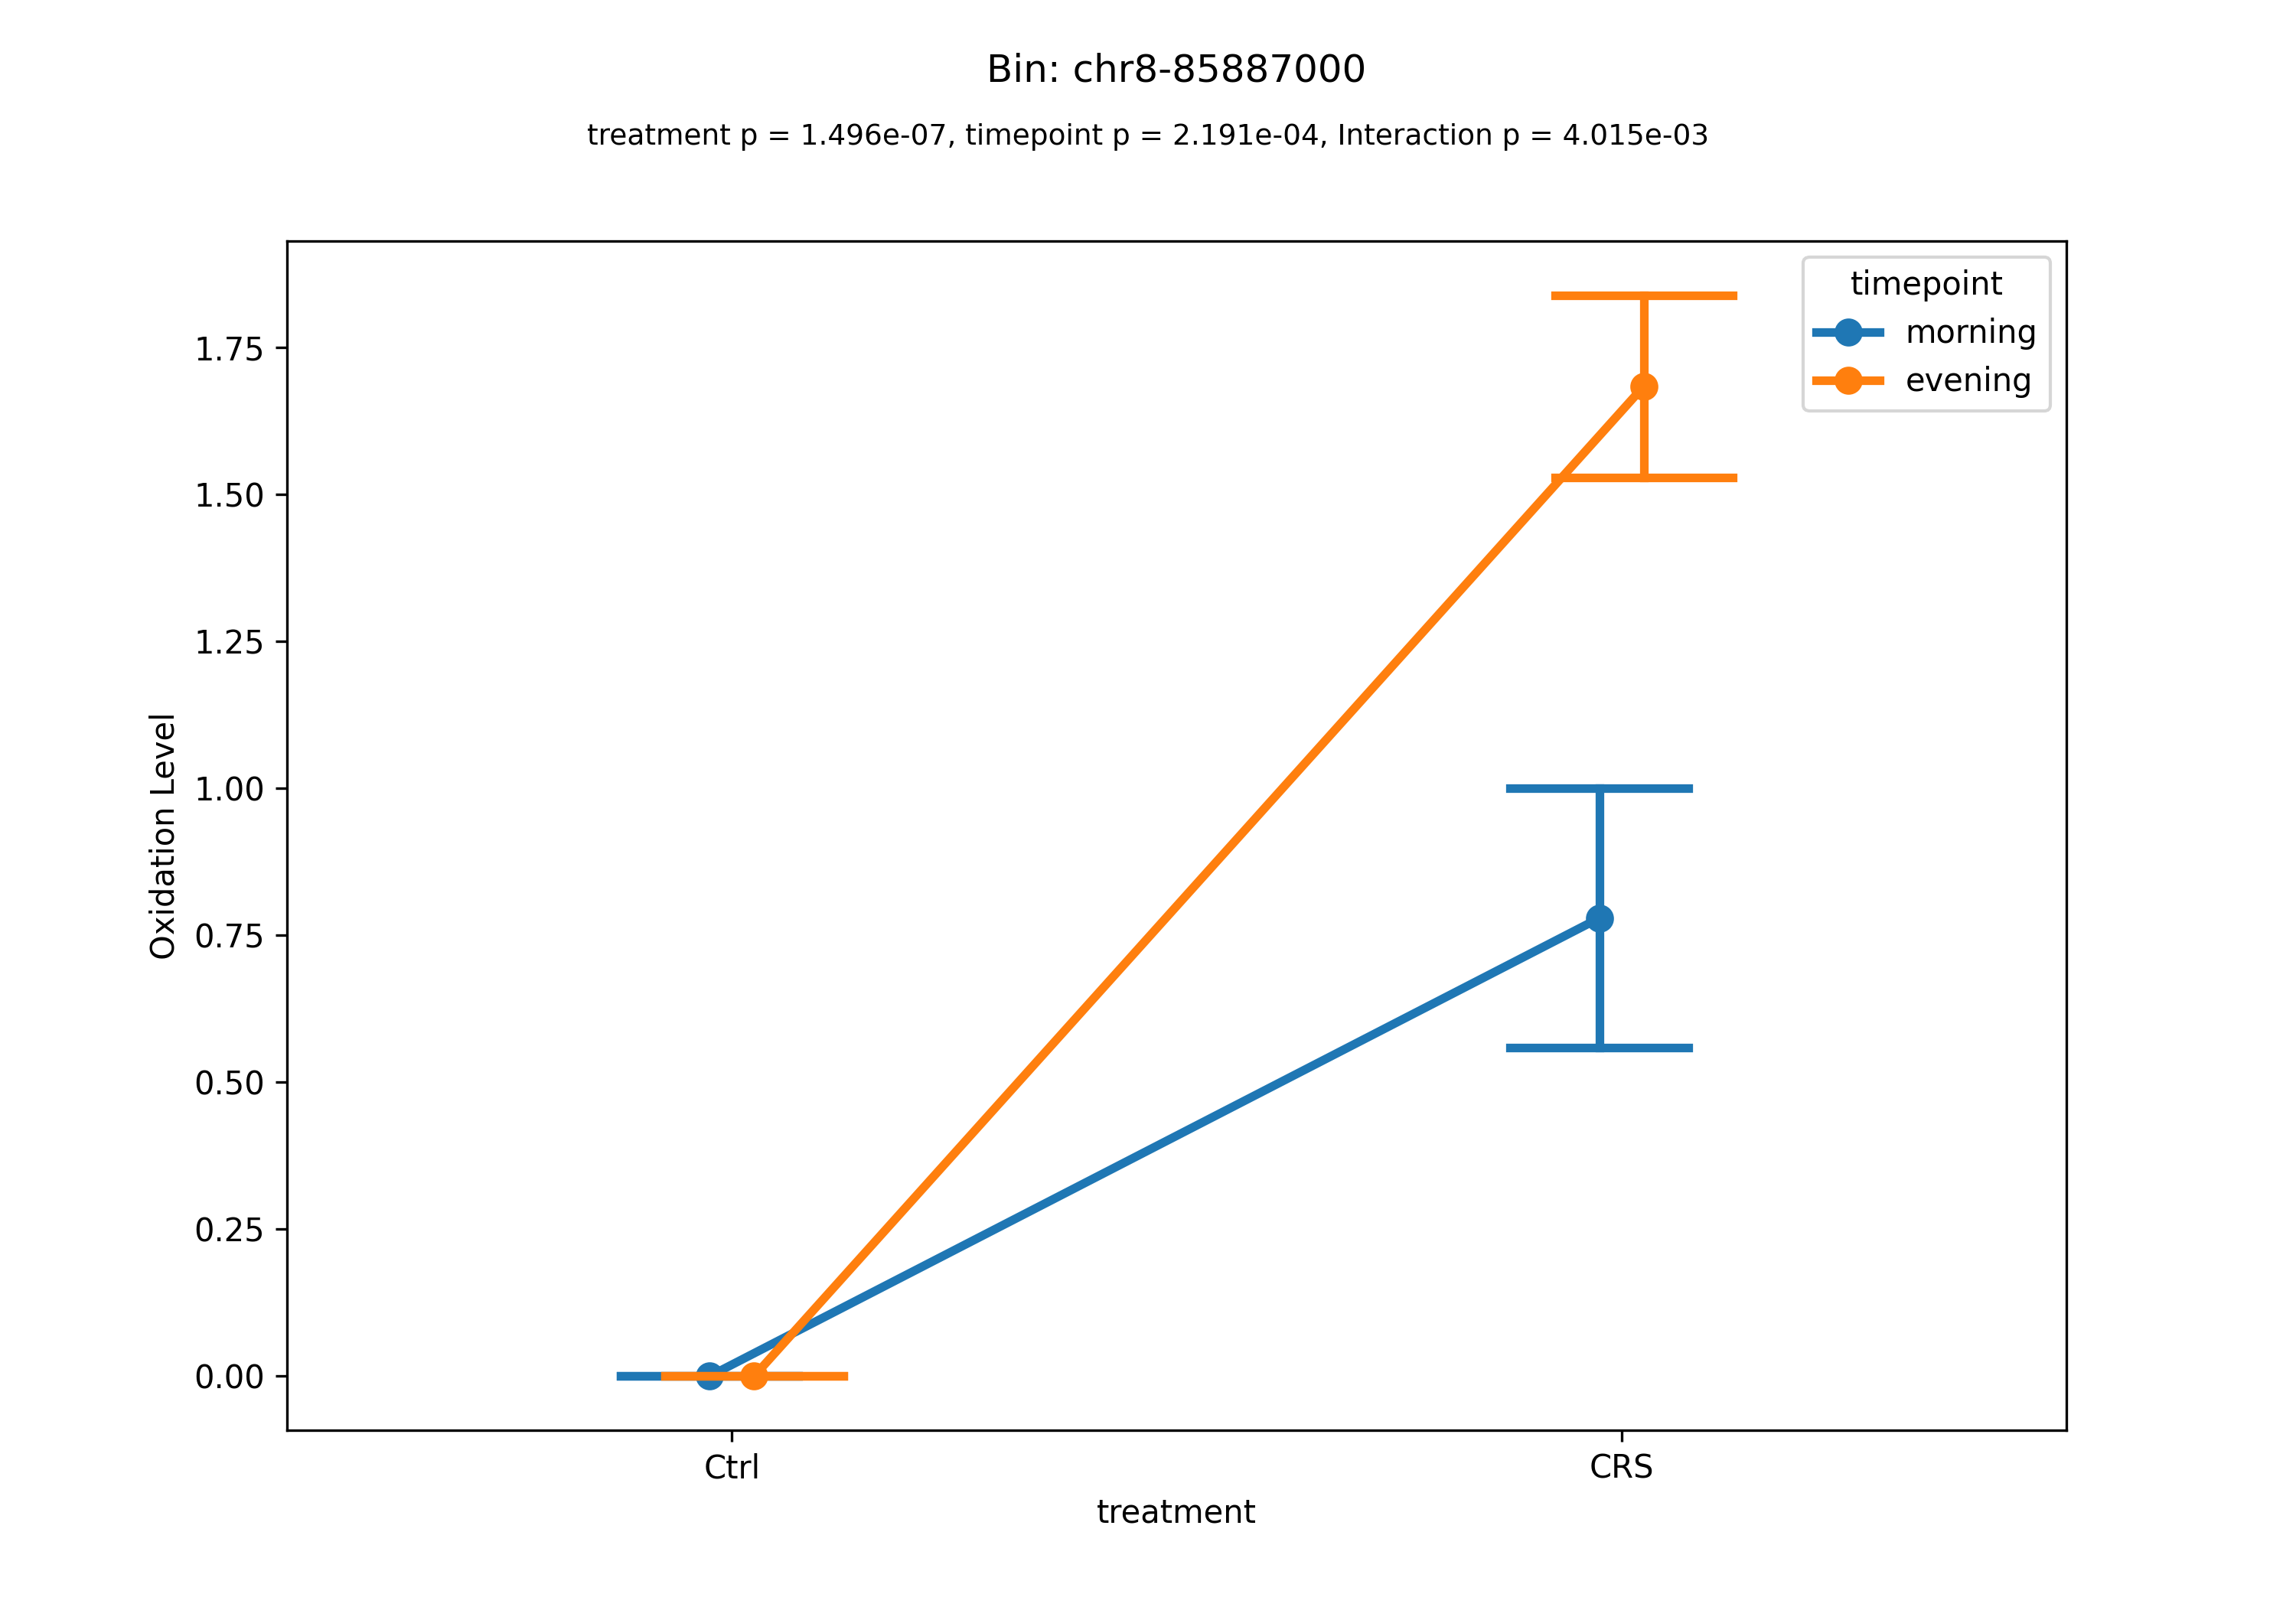 Bin: chr8-85887000
treatment p = 1.496e-07, timepoint p = 2.191e-04, Interaction p = 4.015e-03
timepoint
morning
evening
1.75
1.50
1.25
1.00
0.75
0.50
0.25
0.00
Oxidation Level
Ctrl
CRS
treatment